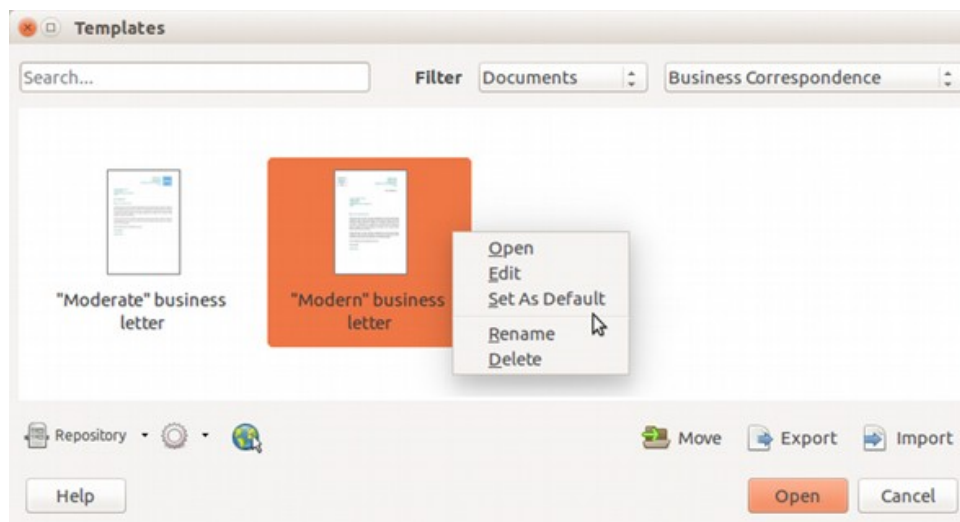 Templates
Search...
Filter
Documents
Business Correspondence
"Moderate" business
letter
"Modern" business
letter
Open
Edit
Set As Default
Rename
Delete
Repository
Move
Export
Import
Help
Open
Cancel